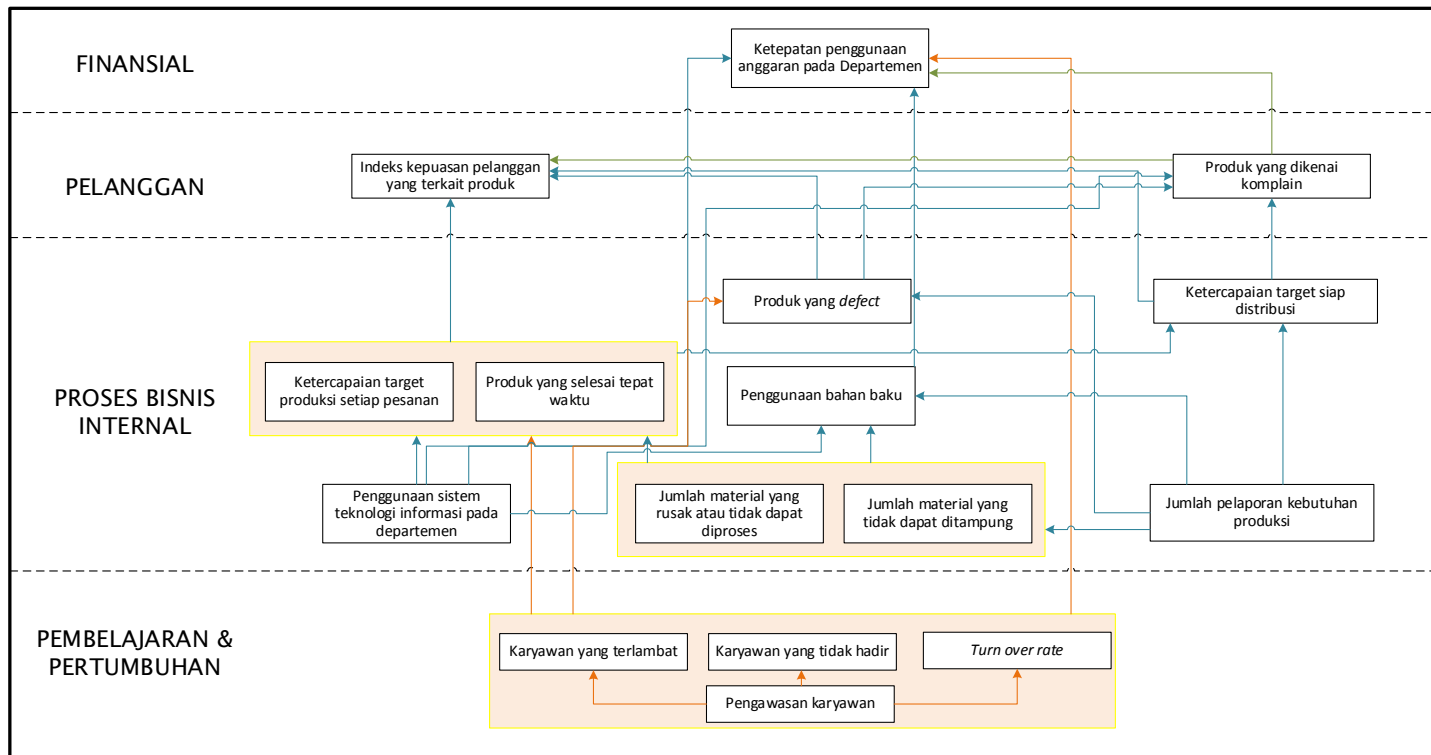 FINANSIAL
Ketepatan penggunaan
anggaran pada Departemen
PELANGGAN
Indeks kepuasan pelanggan
yang terkait produk
Produk yang dikenai
komplain
PROSES BISNIS
INTERNAL
Produk yang defect
Ketercapaian target siap
distribusi
Ketercapaian target
produksi setiap pesanan
Produk yang selesai tepat
waktu
Penggunaan bahan baku
Penggunaan sistem
teknologi informasi pada
departemen
Jumlah material yang
rusak atau tidak dapat
diproses
Jumlah material yang
tidak dapat ditampung
Jumlah pelaporan kebutuhan
produksi
PEMBELAJARAN &
PERTUMBUHAN
Karyawan yang terlambat
Karyawan yang tidak hadir
Turn over rate
Pengawasan karyawan